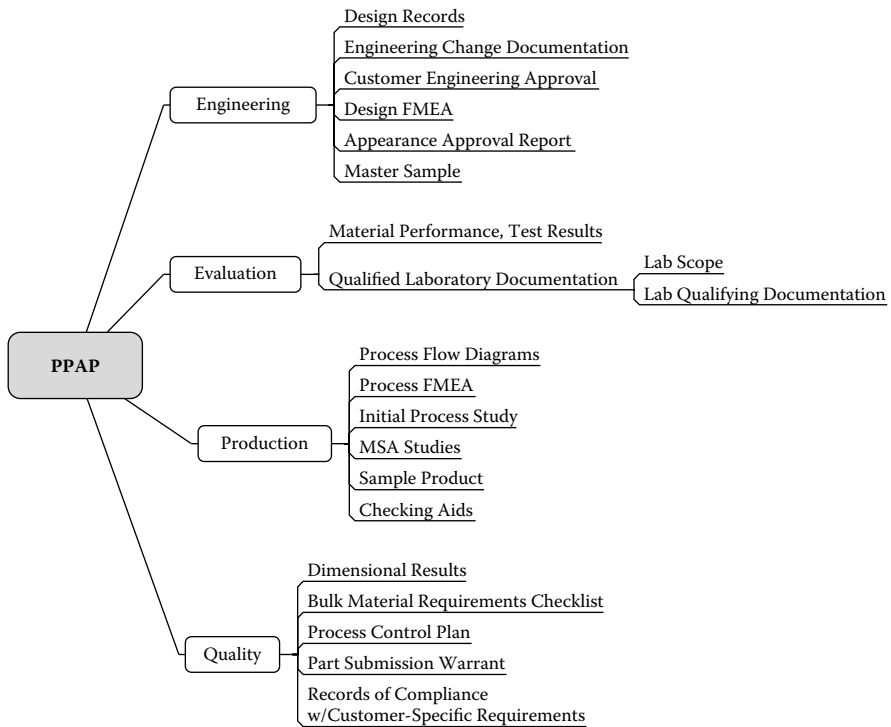 PPAP
Engineering
Design Records
Engineering Change Documentation
Customer Engineering Approval
Design FMEA
Appearance Approval Report
Master Sample
Evaluation
Material Performance, Test Results
Qualified Laboratory Documentation
Lab Scope
Lab Qualifying Documentation
Production
Process Flow Diagrams
Process FMEA
Initial Process Study
MSA Studies
Sample Product
Checking Aids
Quality
Dimensional Results
Bulk Material Requirements Checklist
Process Control Plan
Part Submission Warrant
Records of Compliance
w/Customer-Specific Requirements